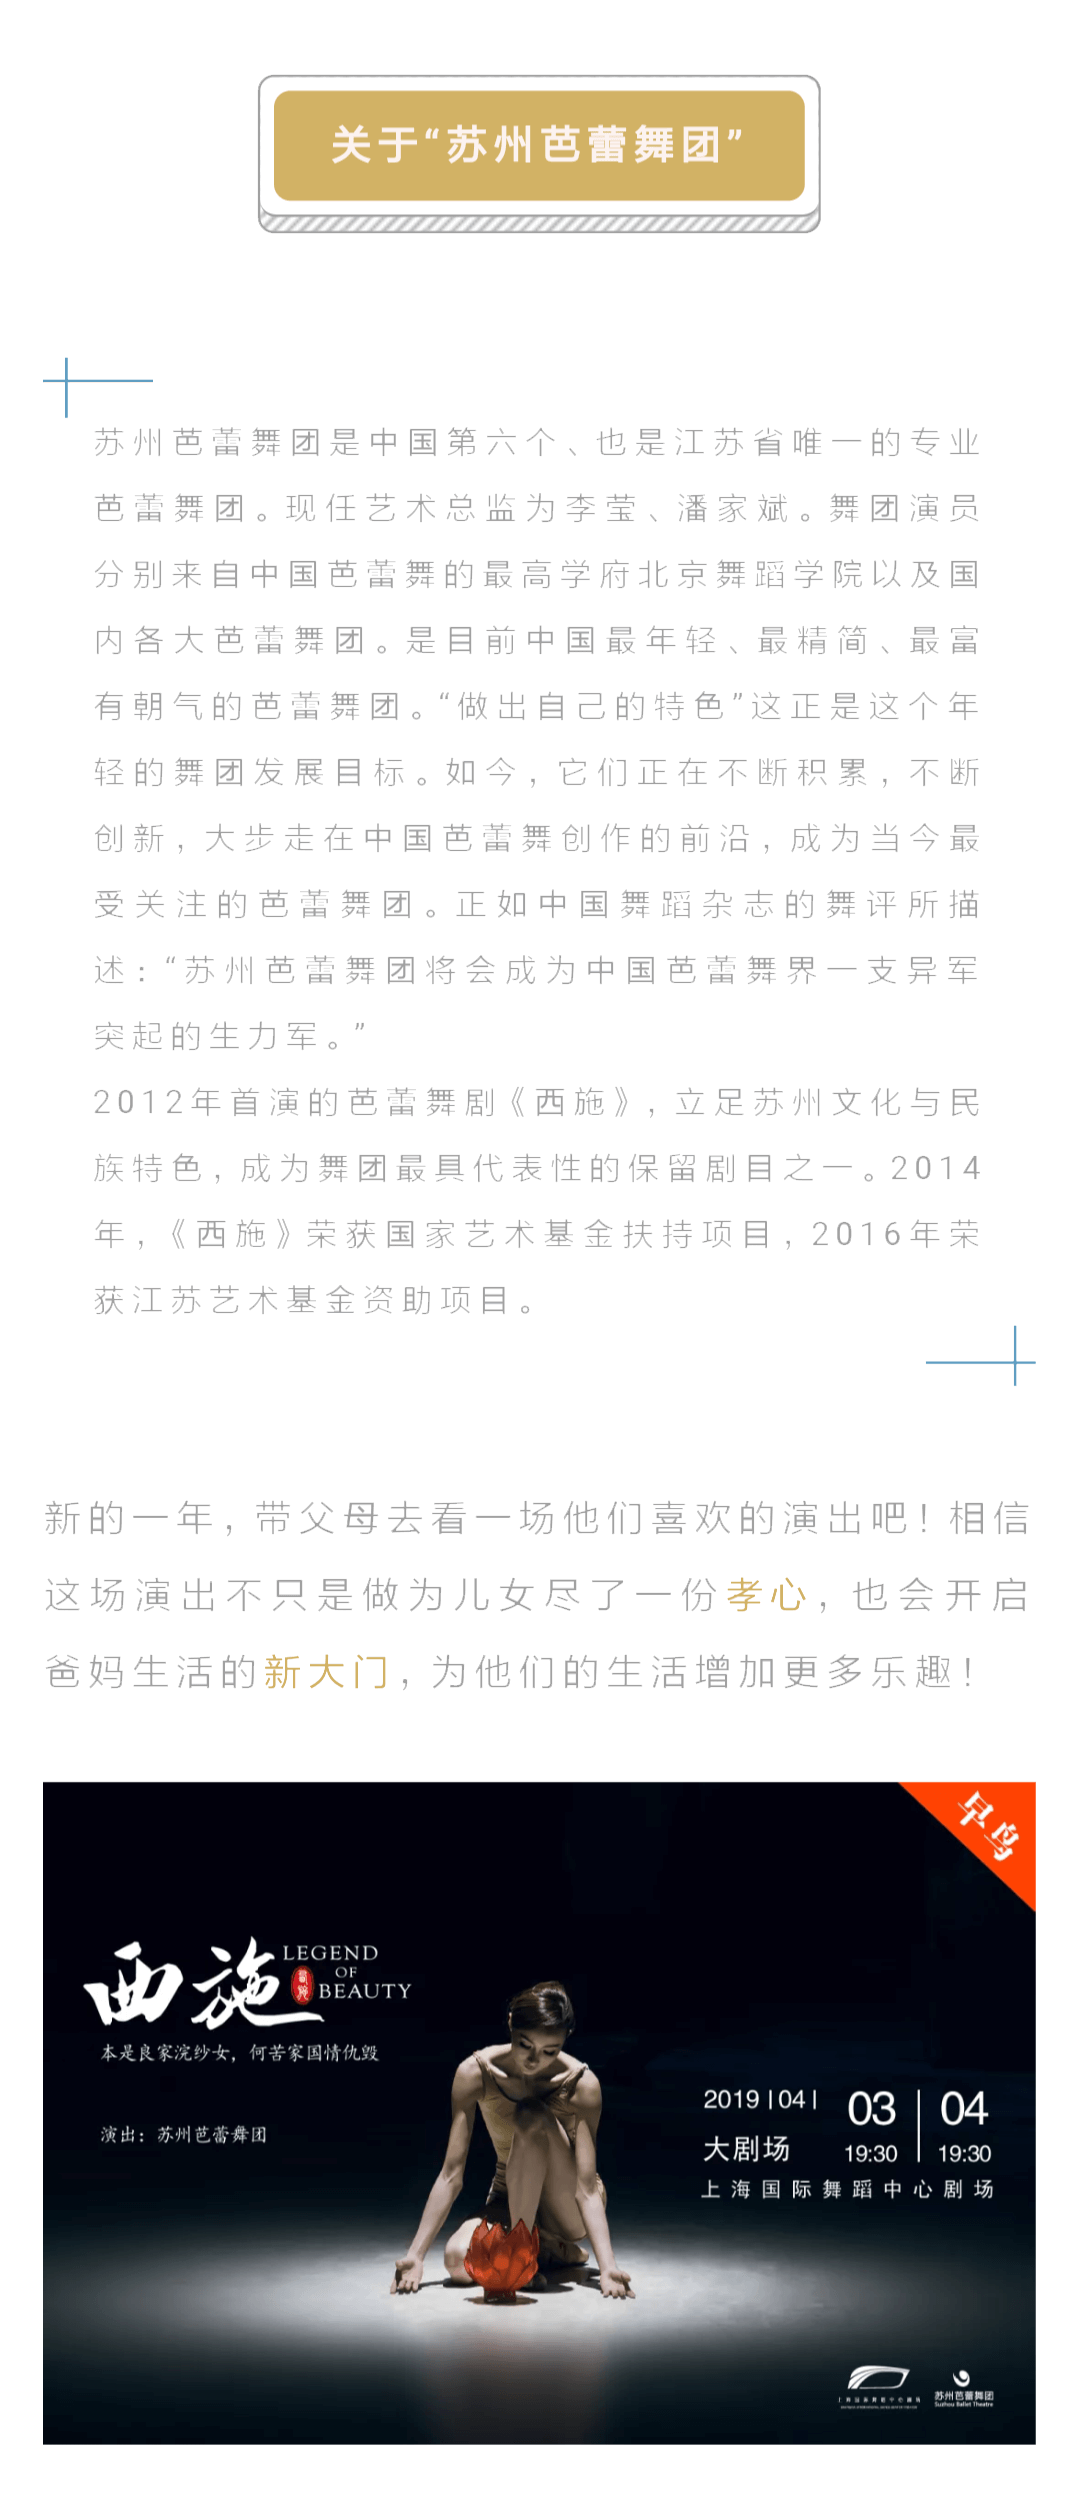 关于“苏州芭蕾舞团”
苏州芭蕾舞团是中国第六个、也是江苏省唯一的专业
芭蕾舞团。现任艺术总监为李莹、潘家斌。舞团演员
分别来自中国芭蕾舞的最高学府北京舞蹈学院以及国
内各大芭蕾舞团。是目前中国最年轻、最精简、最富
有朝气的芭蕾舞团。“做出自己的特色”这正是这个年
轻的舞团发展目标。如今，它们正在不断积累，不断
创新，大步走在中国芭蕾舞创作的前沿，成为当今最
受关注的芭蕾舞团。正如中国舞蹈杂志的舞评所描
述：“苏州芭蕾舞团将会成为中国芭蕾舞界一支异军
突起的生力军。”
2012年首演的芭蕾舞剧《西施》，立足苏州文化与民
族特色，成为舞团最具代表性的保留剧目之一。2014
年，《西施》荣获国家艺术基金扶持项目，2016年荣
获江苏艺术基金资助项目。
新的一年，带父母去看一场他们喜欢的演出吧！相信
这场演出不只是做为儿女尽了一份孝心，也会开启
爸妈生活的新大门，为他们的生活增加更多乐趣！
早鸟
西施
LEGEND
OF
BEAUTY
本是良家浣纱女，何苦家国情仇毁
演出：苏州芭蕾舞团
2019|04| 03 | 04
大剧场 19:30 | 19:30
上海国际舞蹈中心剧场
苏州芭蕾舞团
Suzhou Ballet Theatre